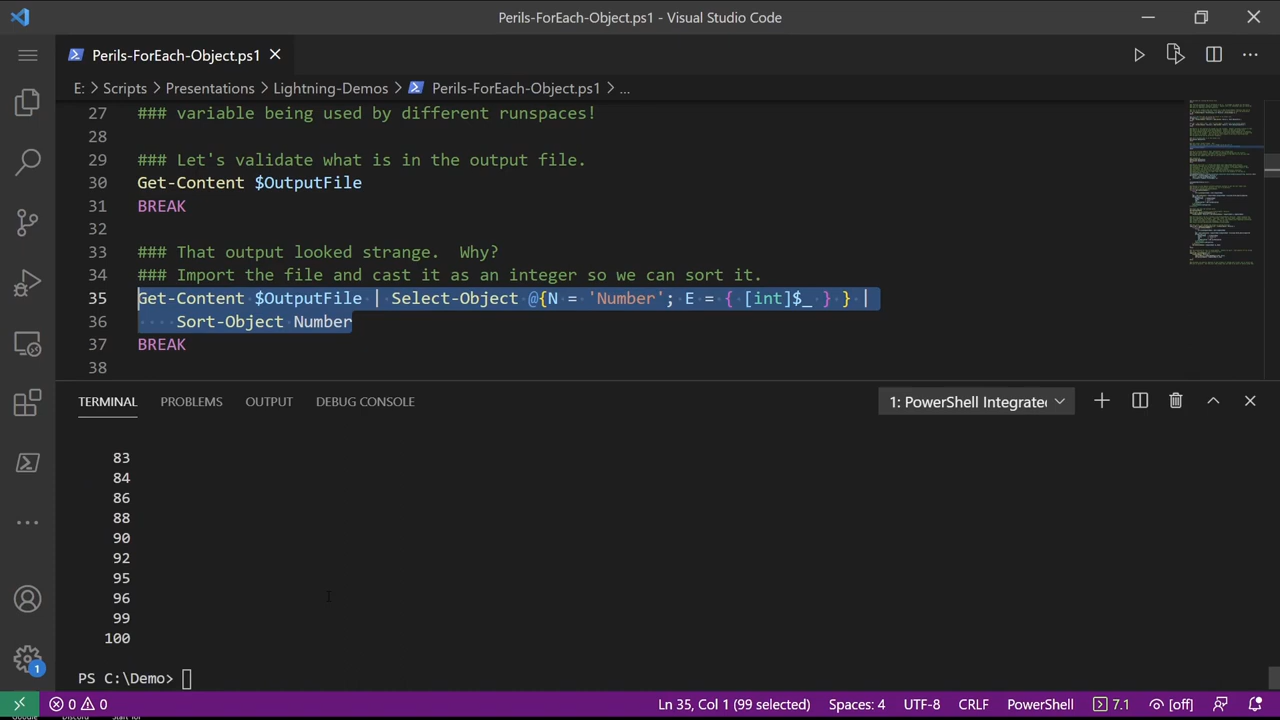 Perils-ForEach-Object.ps1 - Visual Studio Code
Perils-ForEach-Object.ps1
E: > Scripts > Presentations > Lightning-Demos > Perils-ForEach-Object.ps1 > ...
27 ### variable being used by different runspaces!
28
29 ### Let's validate what is in the output file.
30 Get-Content $OutputFile
31 BREAK
32
33 ### That output looked strange.  Why?
34 ### Import the file and cast it as an integer so we can sort it.
35 Get-Content $OutputFile | Select-Object @{N = 'Number'; E = { [int]$_ } } |
36 ····Sort-Object Number
37 BREAK
38
TERMINAL PROBLEMS OUTPUT DEBUG CONSOLE 1: PowerShell Integrated
83
84
86
88
90
92
95
96
99
100
PS C:\Demo>
1
0 0 Ln 35, Col 1 (99 selected) Spaces: 4 UTF-8 CRLF PowerShell 7.1 [off]